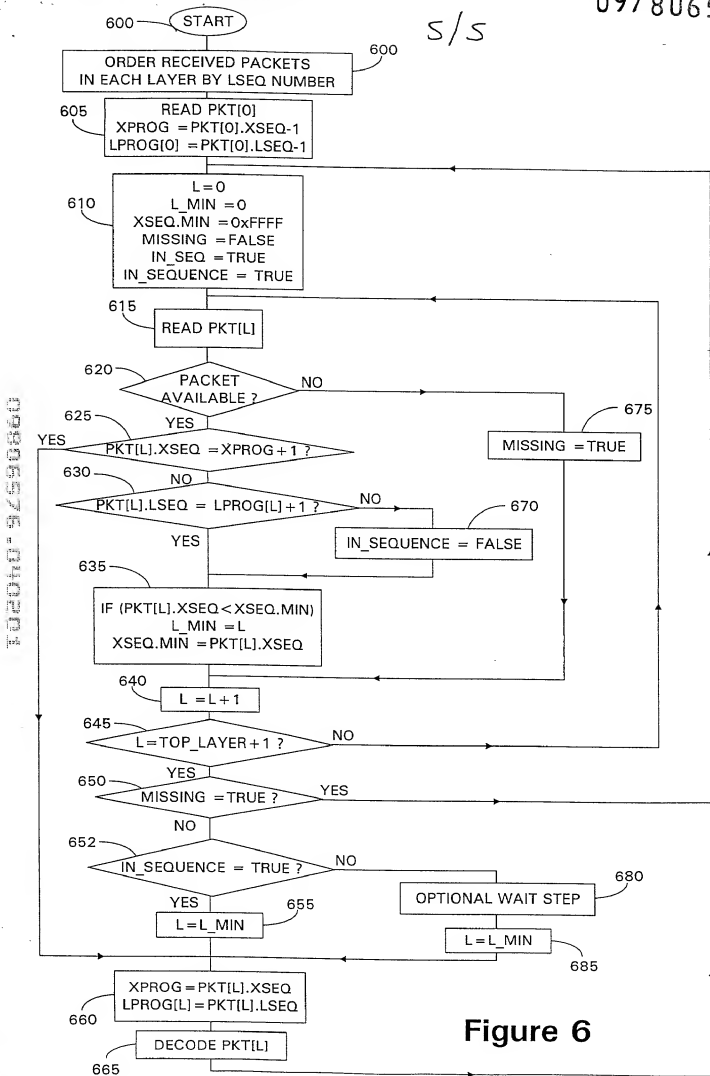 097806
5/5
600
START
600
ORDER RECEIVED PACKETS
IN EACH LAYER BY LSEQ NUMBER
605
READ PKT[0]
XPROG =PKT[0].XSEQ-1
LPROG[0] =PKT[0].LSEQ-1
610
L=0
L_MIN =0
XSEQ.MIN =0xFFFF
MISSING =FALSE
IN_SEQ =TRUE
IN_SEQUENCE = TRUE
615
READ PKT[L]
620
PACKET
AVAILABLE ?
NO
YES
675
MISSING =TRUE
625
YES
PKT[L].XSEQ =XPROG+1 ?
NO
630
PKT[L].LSEQ = LPROG[L]+1 ?
NO
YES
670
IN_SEQUENCE = FALSE
635
IF (PKT[L].XSEQ<XSEQ.MIN)
L_MIN =L
XSEQ.MIN =PKT[L].XSEQ
640
L =L+1
645
L=TOP_LAYER+1 ?
NO
YES
650
MISSING =TRUE ?
YES
NO
652
IN_SEQUENCE = TRUE ?
NO
YES
680
OPTIONAL WAIT STEP
655
L=L_MIN
L=L_MIN
685
XPROG=PKT[L].XSEQ
LPROG[L]=PKT[L].LSEQ
660
DECODE PKT[L]
665
Figure 6